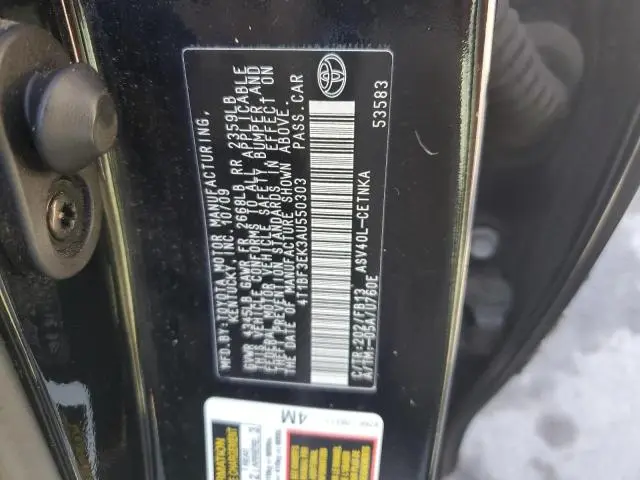 MFD.BY:TOYOTA MOTOR MANUFACTURING,
KENTUCKY, INC. 10/09
GVWR 4345LB GAWR FR 2668LB RR 2359LB
THIS VEHICLE CONFORMS TO ALL APPLICABLE
FEDERAL MOTOR VEHICLE SAFETY, BUMPER, AND
THEFT PREVENTION STANDARDS IN EFFECT ON
THE DATE OF MANUFACTURE SHOWN ABOVE.
4T1BF3EK3AU550303 PASS.CAR
C/TR:202/FB13 ASV40L-CETNKA
A/TM:-05A/U760E
53583
4M